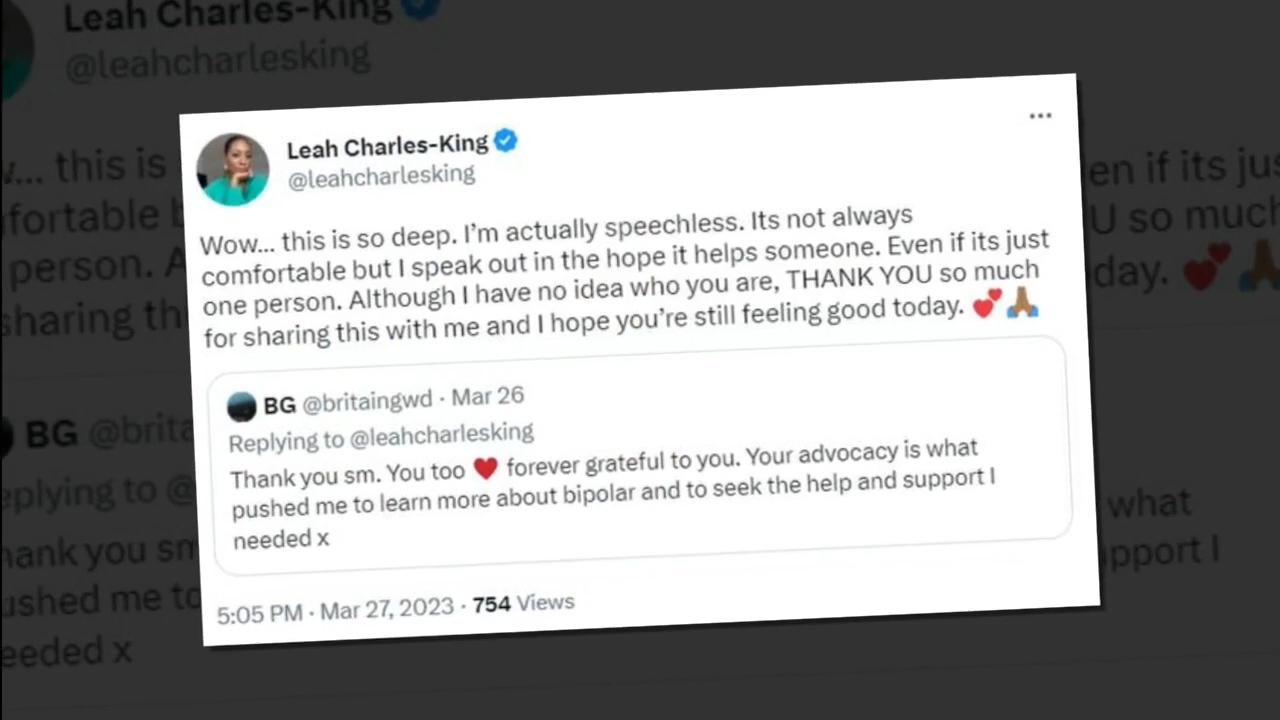 Leah Charles-King
@leahcharlesking
Wow... this is so deep. I'm actually speechless. Its not always
comfortable but I speak out in the hope it helps someone. Even if its just
one person. Although I have no idea who you are, THANK YOU so much
for sharing this with me and I hope you're still feeling good today. 💕🙏🏾
BG @britaingwd · Mar 26
Replying to @leahcharlesking
Thank you sm. You too ❤️ forever grateful to you. Your advocacy is what
pushed me to learn more about bipolar and to seek the help and support I
needed x
5:05 PM · Mar 27, 2023 · 754 Views